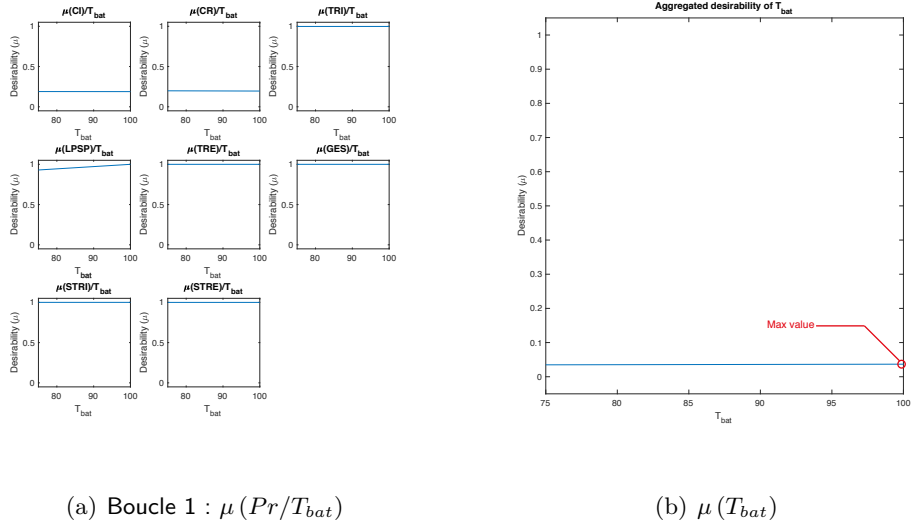 μ(CI)/T_bat
μ(CR)/T_bat
μ(TRI)/T_bat
Desirability (μ)
1
0.5
0
80 90 100
T_bat
Desirability (μ)
1
0.5
0
80 90 100
T_bat
Desirability (μ)
1
0.5
0
80 90 100
T_bat
μ(LPSP)/T_bat
μ(TRE)/T_bat
μ(GES)/T_bat
Desirability (μ)
1
0.5
0
80 90 100
T_bat
Desirability (μ)
1
0.5
0
80 90 100
T_bat
Desirability (μ)
1
0.5
0
80 90 100
T_bat
μ(STRI)/T_bat
μ(STRE)/T_bat
Desirability (μ)
1
0.5
0
80 90 100
T_bat
Desirability (μ)
1
0.5
0
80 90 100
T_bat
(a) Boucle 1 : μ (Pr/T_bat)
Aggregated desirability of T_bat
Desirability (μ)
1
0.9
0.8
0.7
0.6
0.5
0.4
0.3
0.2
0.1
0
Max value
75 80 85 90 95 100
T_bat
(b) μ (T_bat)